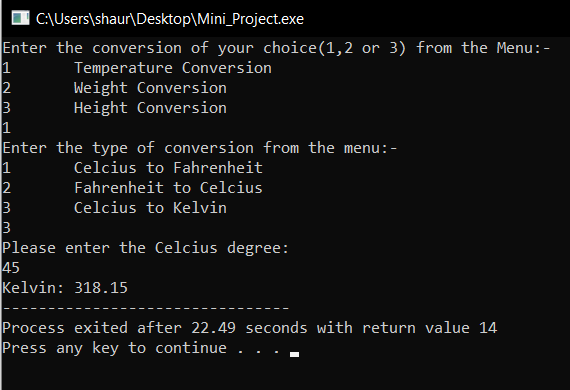 C:\Users\shaur\Desktop\Mini_Project.exe
Enter the conversion of your choice(1,2 or 3) from the Menu:-
1       Temperature Conversion
2       Weight Conversion
3       Height Conversion
1
Enter the type of conversion from the menu:-
1       Celcius to Fahrenheit
2       Fahrenheit to Celcius
3       Celcius to Kelvin
3
Please enter the Celcius degree:
45
Kelvin: 318.15
--------------------------------
Process exited after 22.49 seconds with return value 14
Press any key to continue . . .